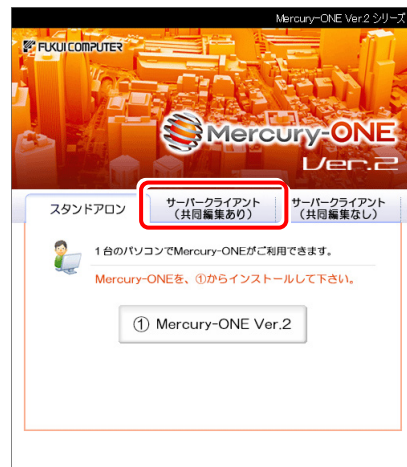 Mercury-ONE Ver.2 シリーズ
FUKUI COMPUTER
Mercury-ONE
Ver.2
スタンドアロン
サーバークライアント
（共同編集あり）
サーバークライアント
（共同編集なし）
1台のパソコンでMercury-ONEがご利用できます。
Mercury-ONEを、①からインストールして下さい。
① Mercury-ONE Ver.2